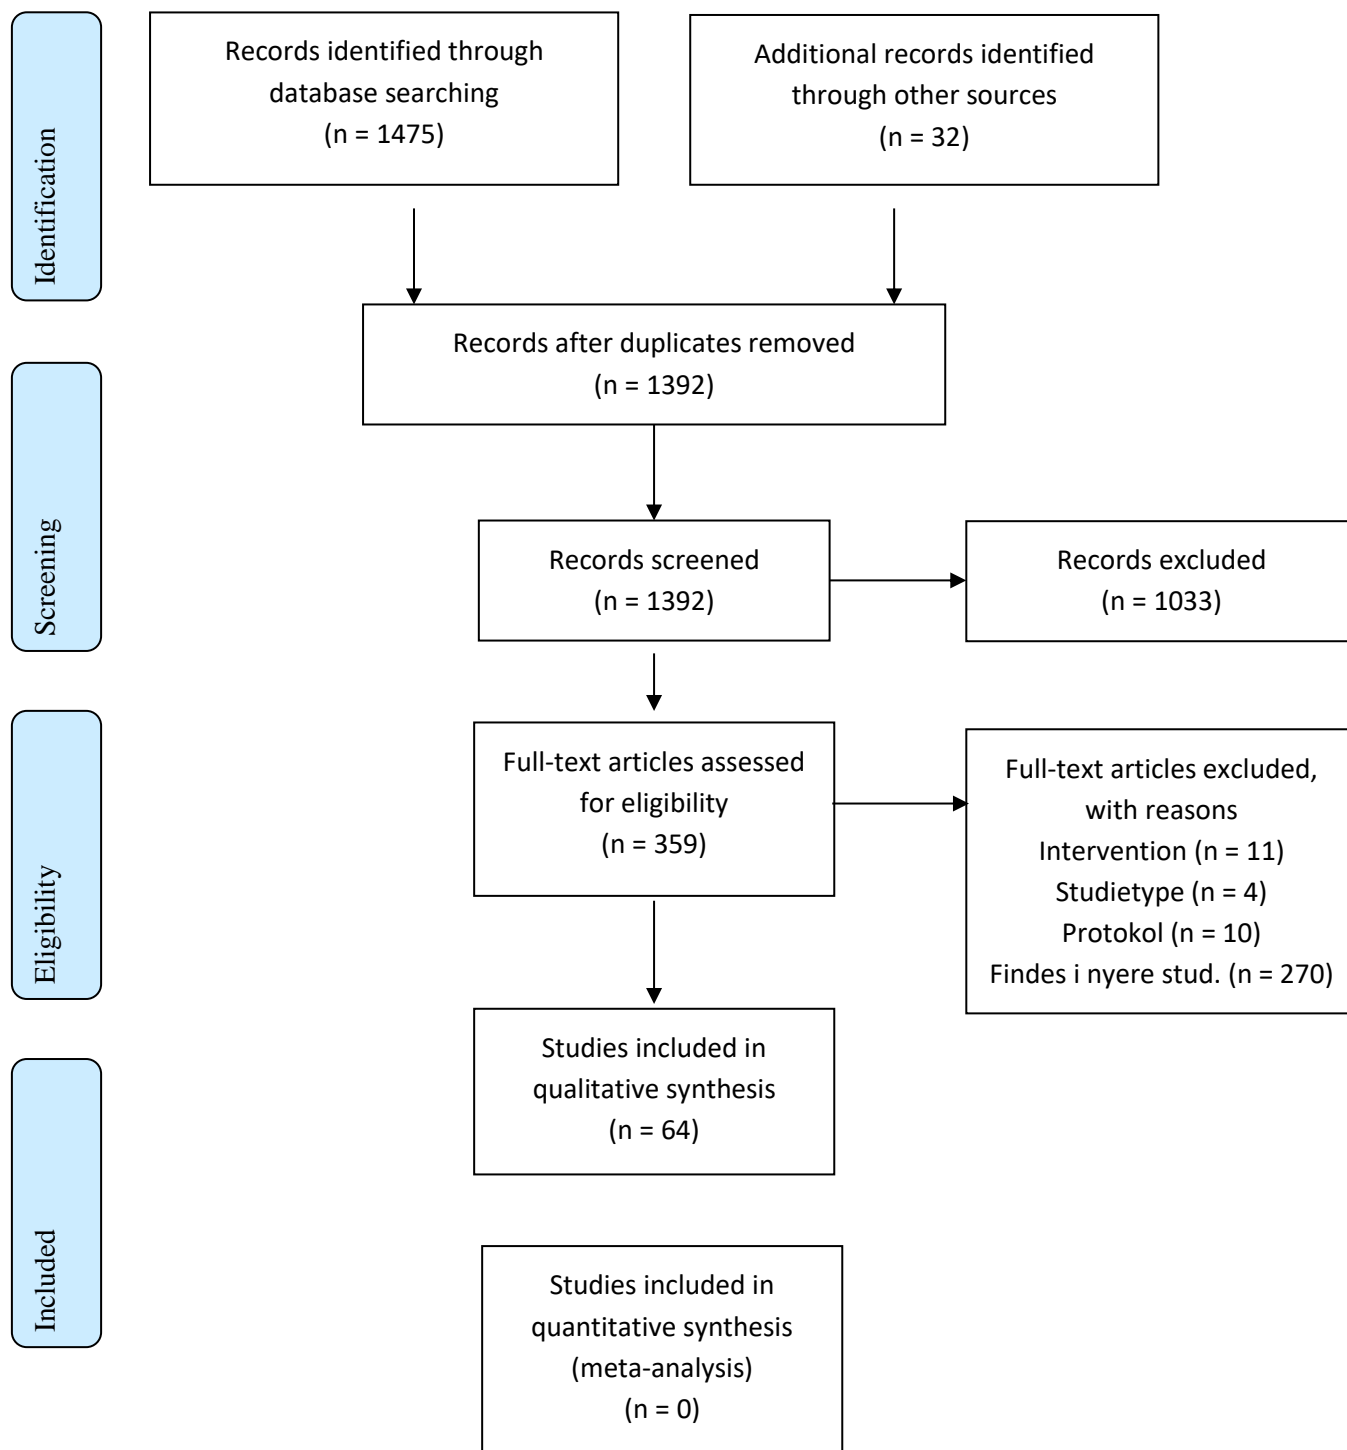 Identification
Records identified through
database searching
(n = 1475)
Additional records identified
through other sources
(n = 32)
Records after duplicates removed
(n = 1392)
Screening
Records screened
(n = 1392)
Records excluded
(n = 1033)
Eligibility
Full-text articles assessed
for eligibility
(n = 359)
Full-text articles excluded,
with reasons
Intervention (n = 11)
Studietype (n = 4)
Protokol (n = 10)
Findes i nyere stud. (n = 270)
Included
Studies included in
qualitative synthesis
(n = 64)
Studies included in
quantitative synthesis
(meta-analysis)
(n = 0)